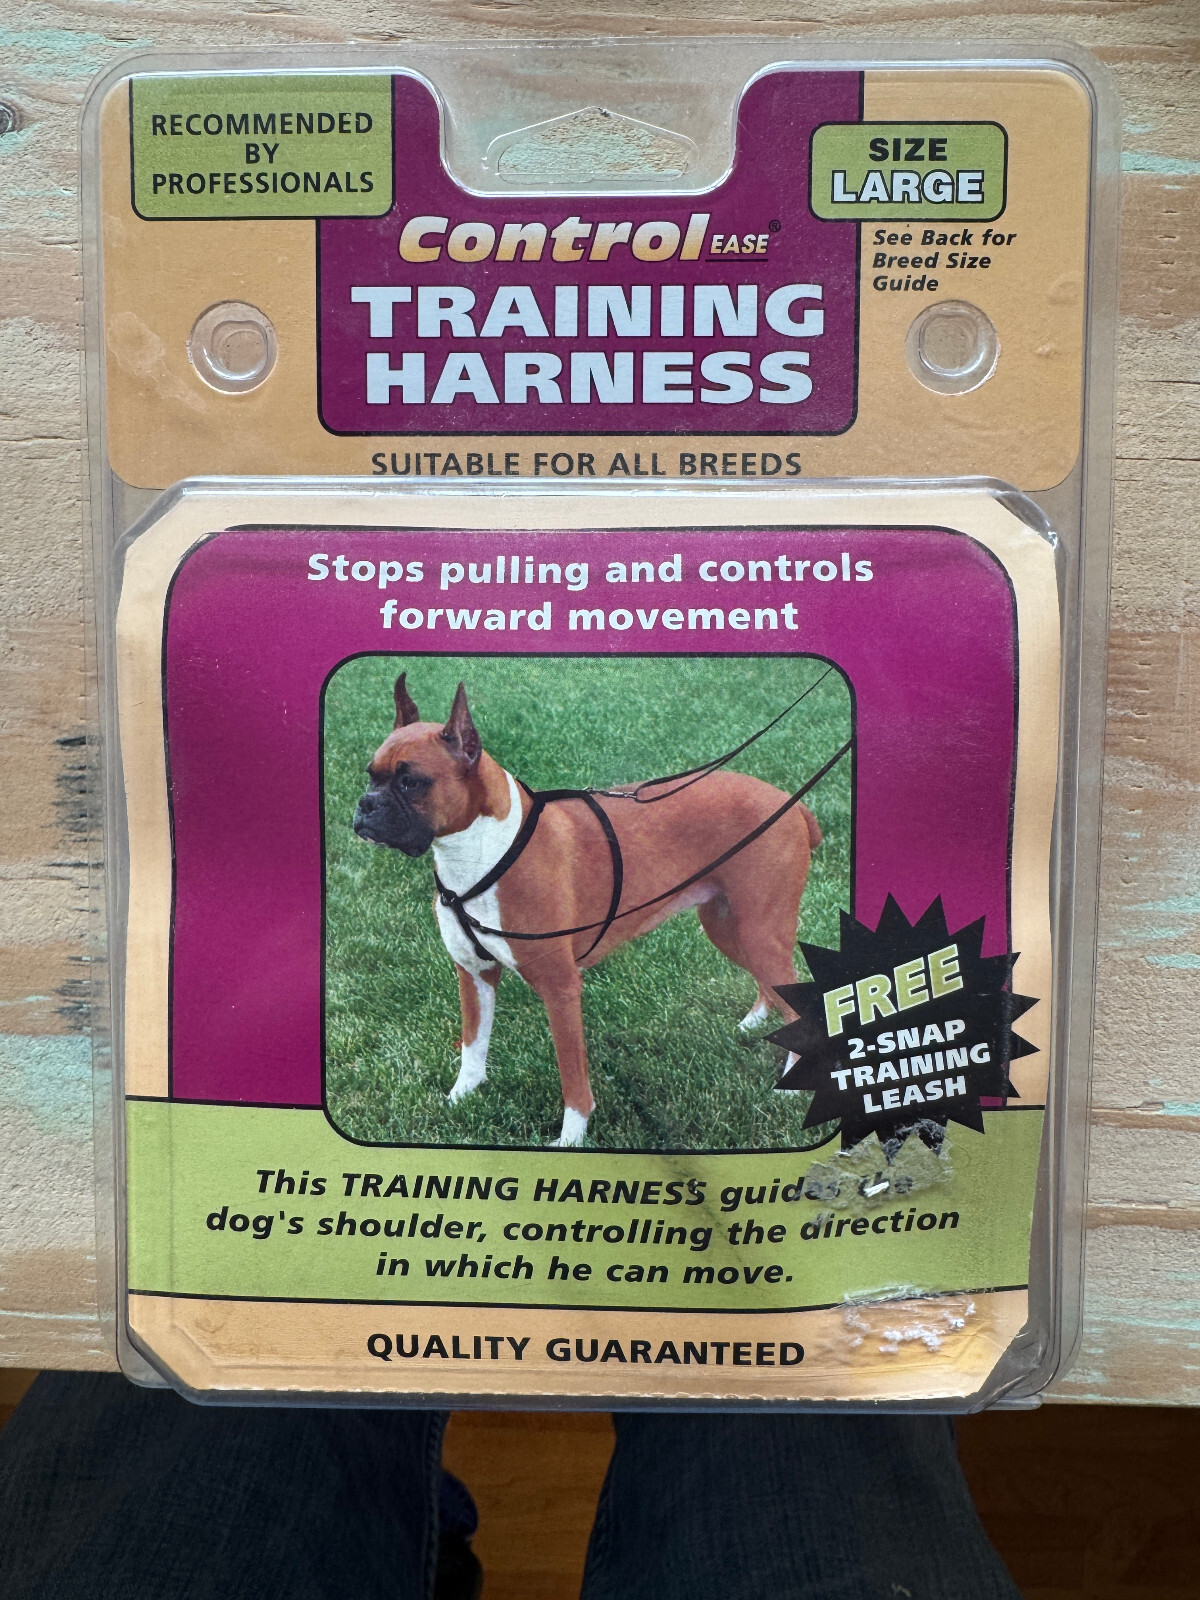 RECOMMENDED
BY
PROFESSIONALS
SIZE
LARGE
See Back for
Breed Size
Guide
Control EASE®
TRAINING
HARNESS
SUITABLE FOR ALL BREEDS
Stops pulling and controls
forward movement
FREE
2-SNAP
TRAINING
LEASH
This TRAINING HARNESS guides the
dog's shoulder, controlling the direction
in which he can move.
QUALITY GUARANTEED